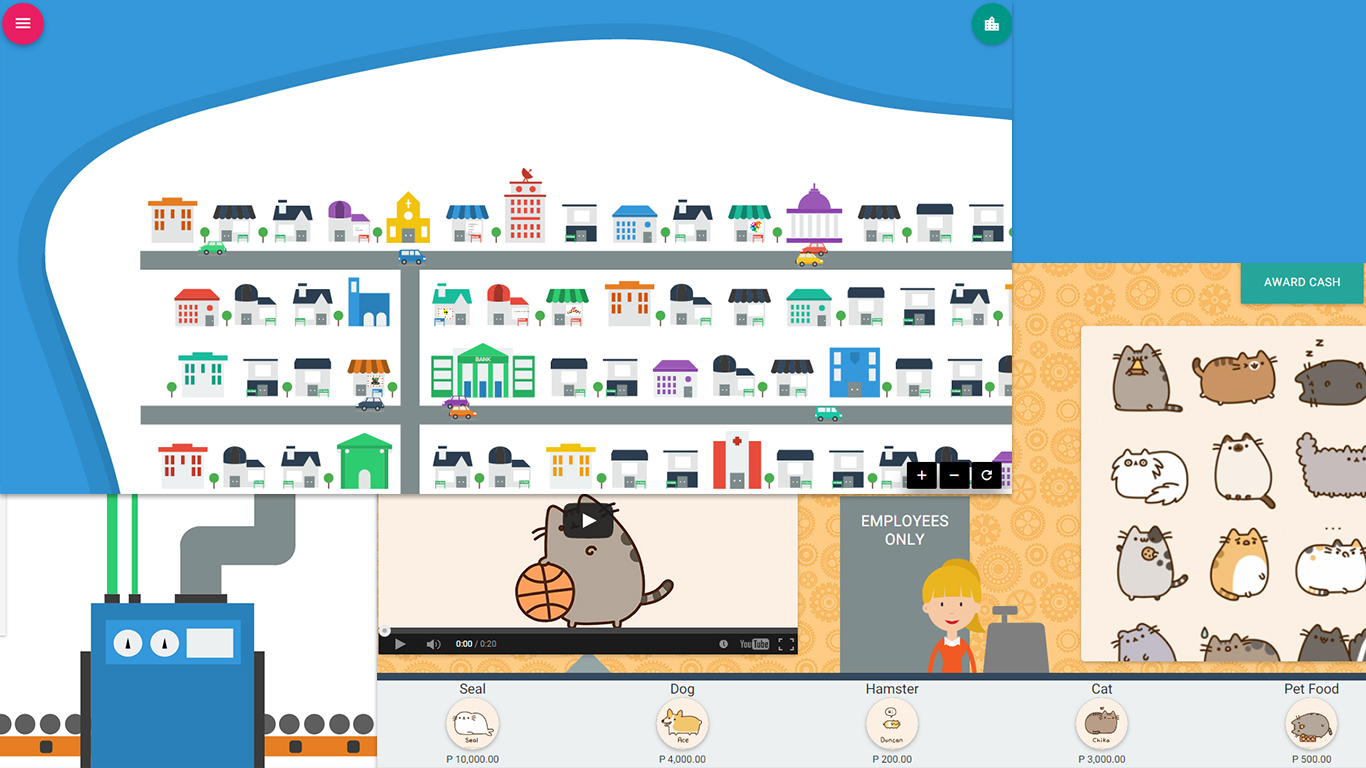 BANK
AWARD CASH
z z z
EMPLOYEES
ONLY
...
0:00 / 0:20
YouTube
Seal
Dog
Hamster
Cat
Pet Food
Seal
Ace
Duncan
Chika
P 10,000.00
P 4,000.00
P 200.00
P 3,000.00
P 500.00